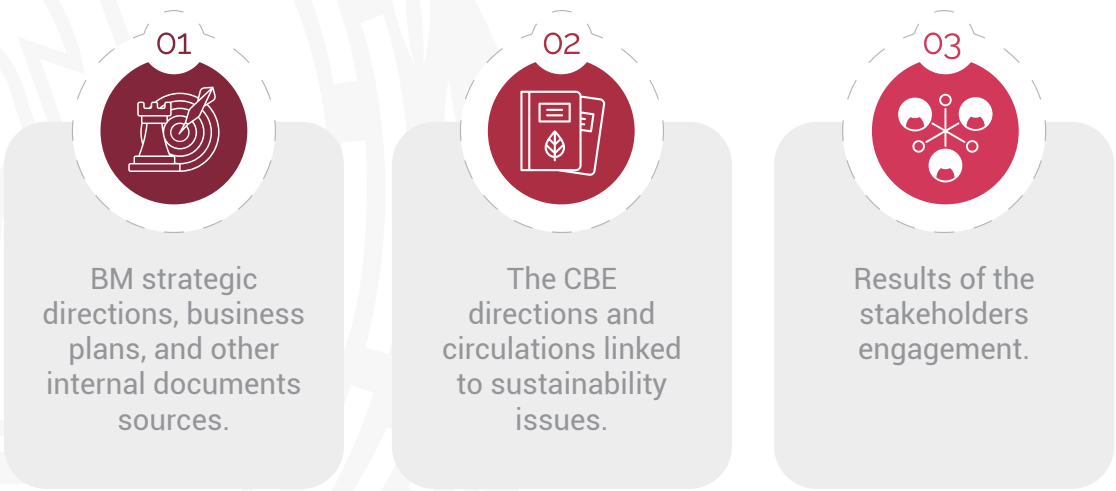 01
BM strategic
directions, business
plans, and other
internal documents
sources.
02
The CBE
directions and
circulations linked
to sustainability
issues.
03
Results of the
stakeholders
engagement.